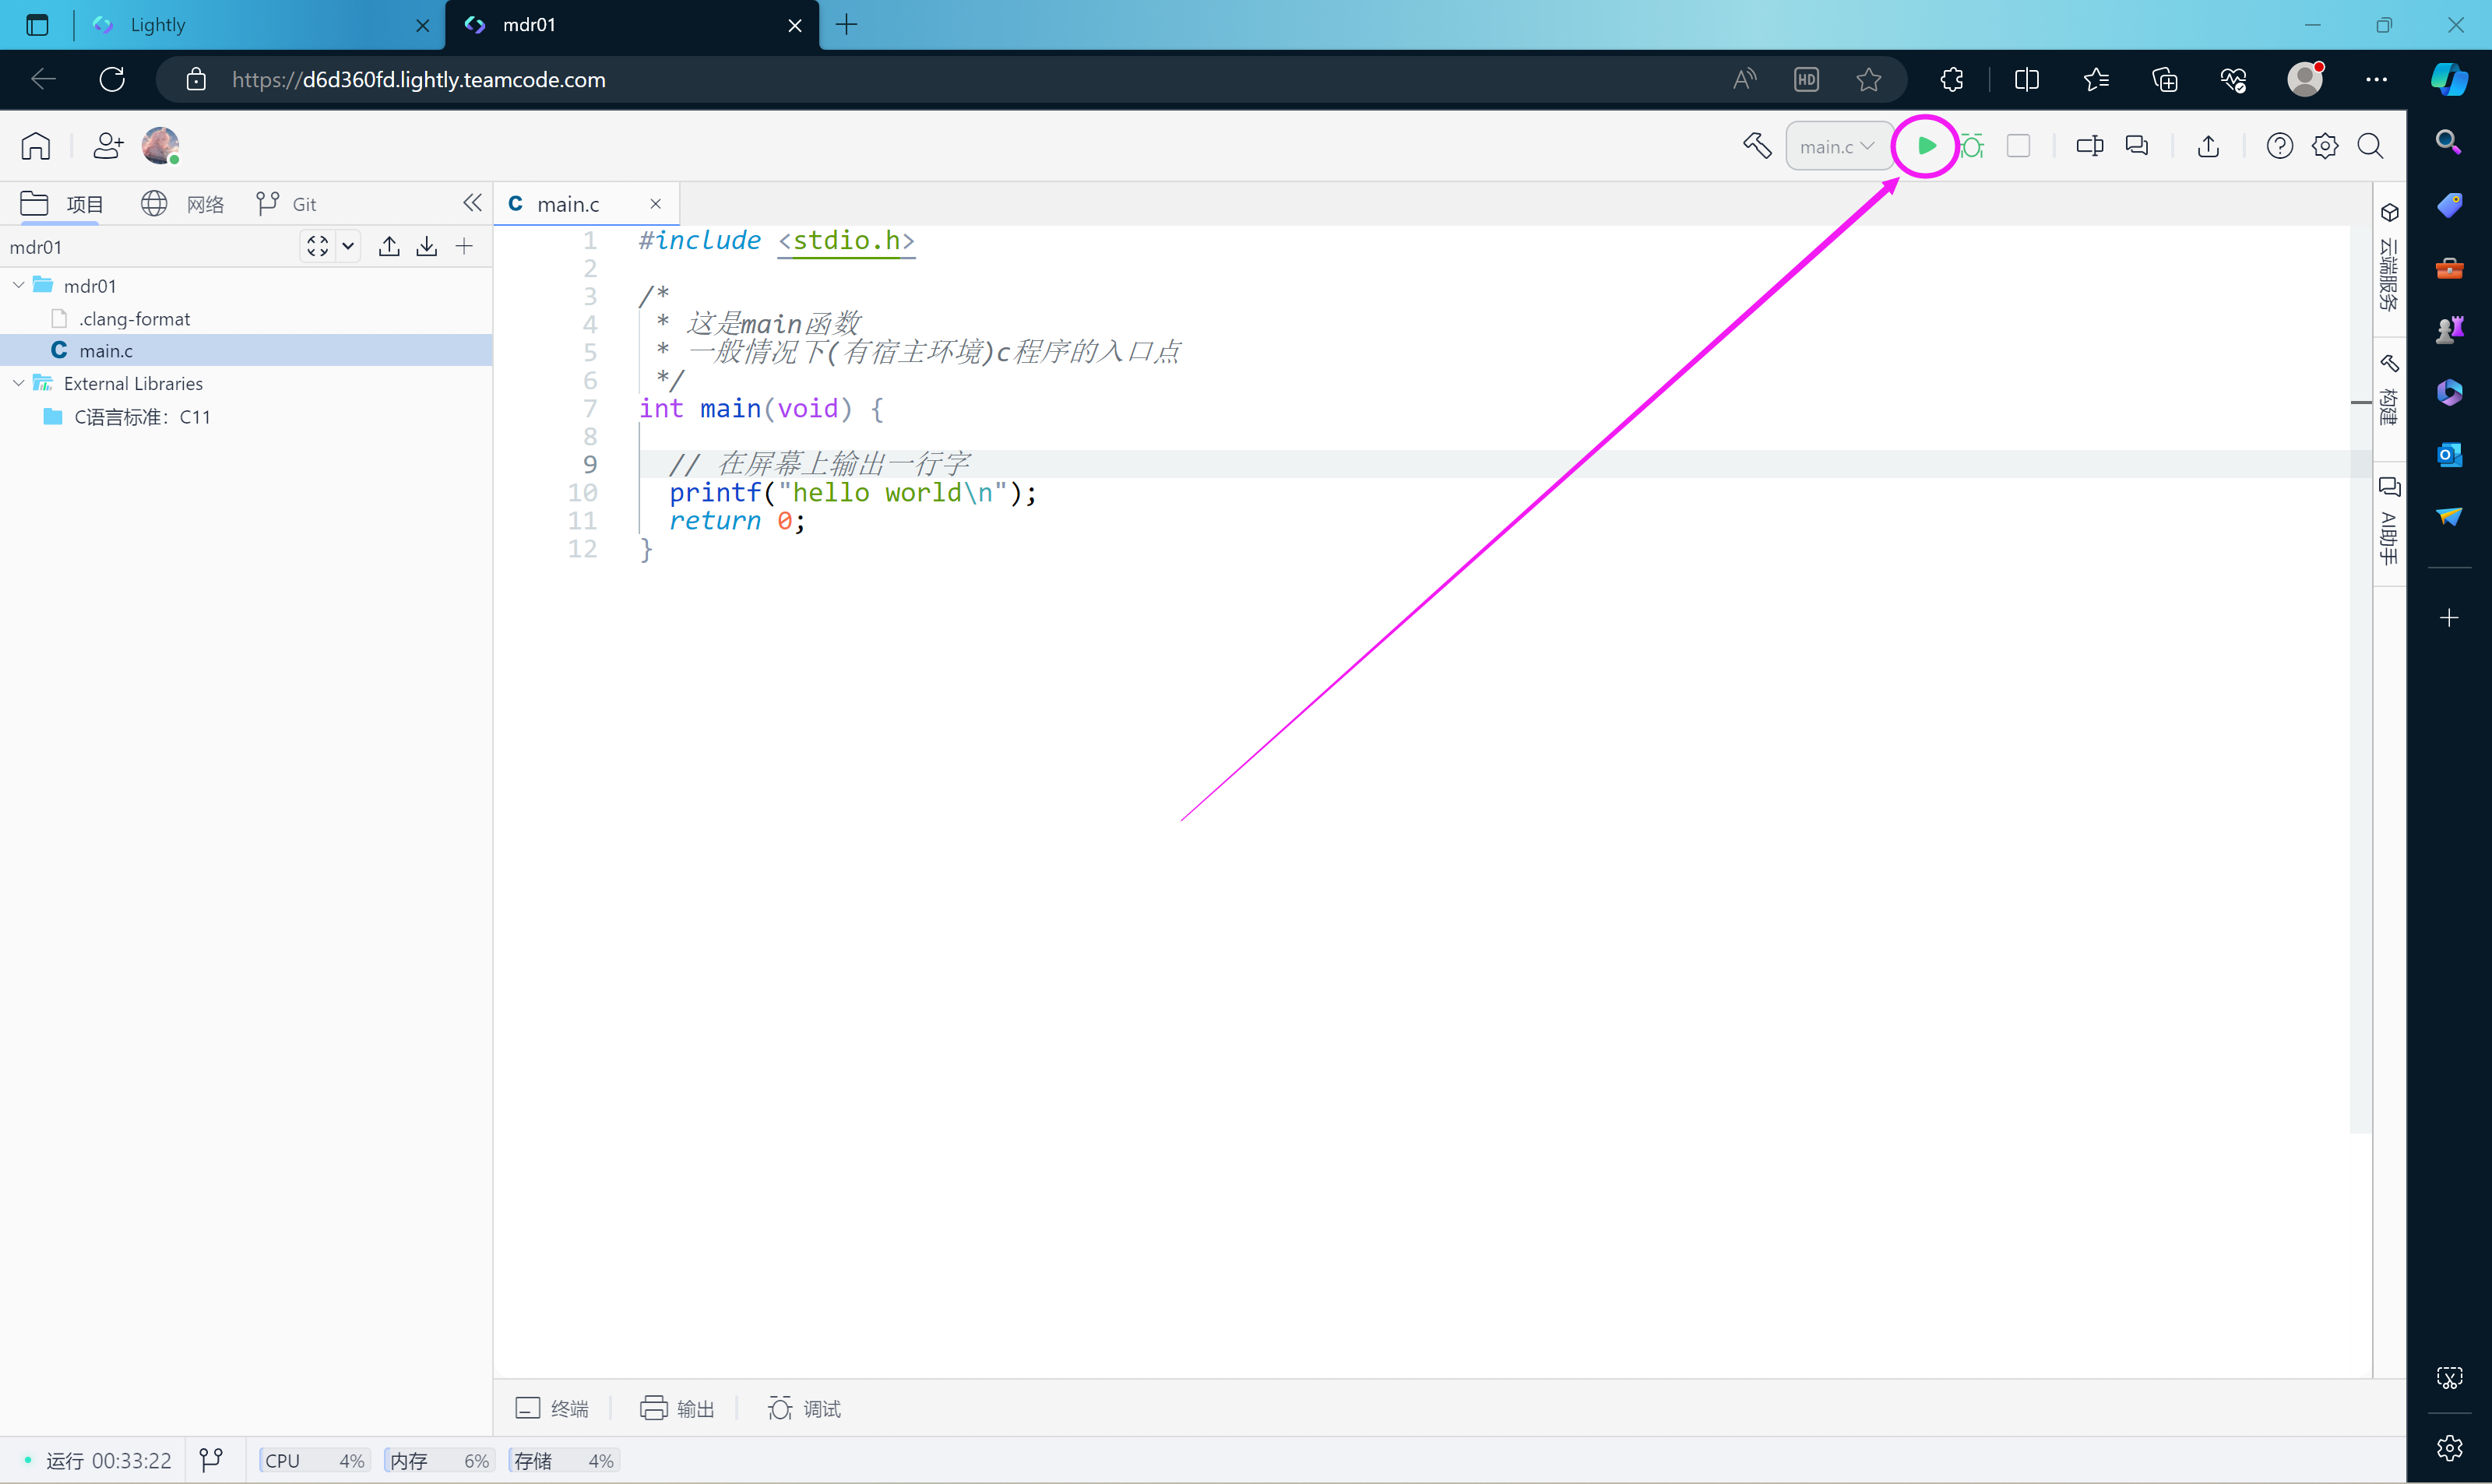 Lightly
mdr01
https://d6d360fd.lightly.teamcode.com
HD
main.c
项目
网络
Git
main.c
mdr01
mdr01
.clang-format
main.c
External Libraries
C语言标准：C11
1 #include <stdio.h>
2
3 /*
4 * 这是main函数
5 * 一般情况下(有宿主环境)c程序的入口点
6 */
7 int main(void) {
8
9 // 在屏幕上输出一行字
10 printf("hello world\n");
11 return 0;
12 }
云端服务
构建
AI助手
终端
输出
调试
运行 00:33:22
CPU 4%
内存 6%
存储 4%